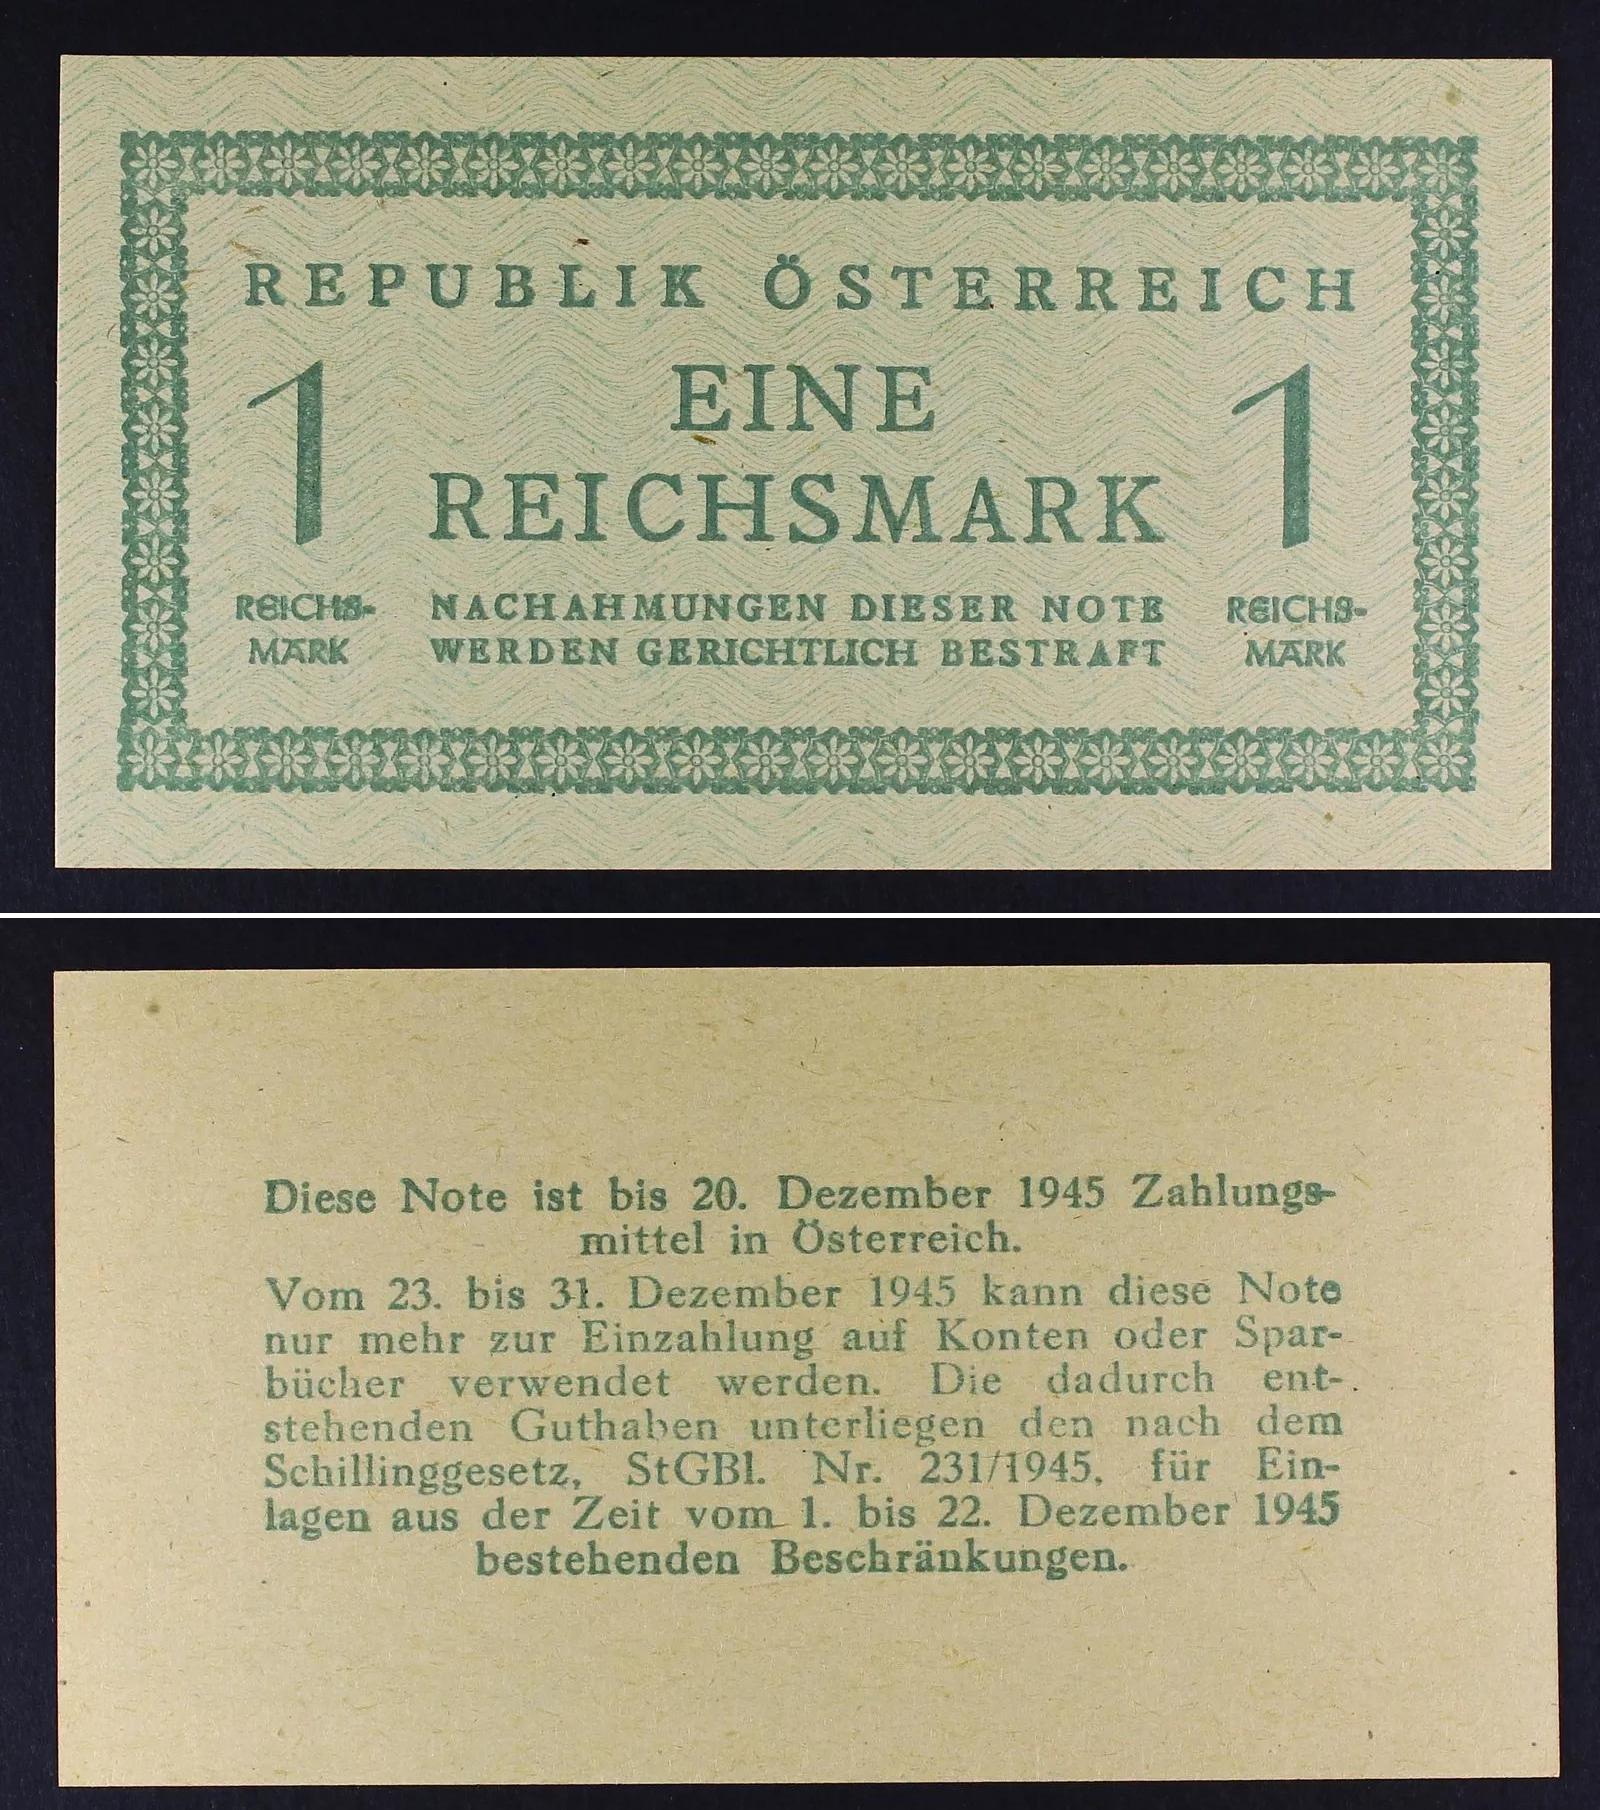 REPUBLIK ÖSTERREICH
1
EINE
1
REICHSMARK
REICHS-
MARK
NACHAHMUNGEN DIESER NOTE
WERDEN GERICHTLICH BESTRAFT
REICHS-
MARK
Diese Note ist bis 20. Dezember 1945 Zahlungs-
mittel in Österreich.
Vom 23. bis 31. Dezember 1945 kann diese Note
nur mehr zur Einzahlung auf Konten oder Spar-
bücher verwendet werden. Die dadurch ent-
stehenden Guthaben unterliegen den nach dem
Schillinggesetz, StGBl. Nr. 231/1945, für Ein-
lagen aus der Zeit vom 1. bis 22. Dezember 1945
bestehenden Beschränkungen.